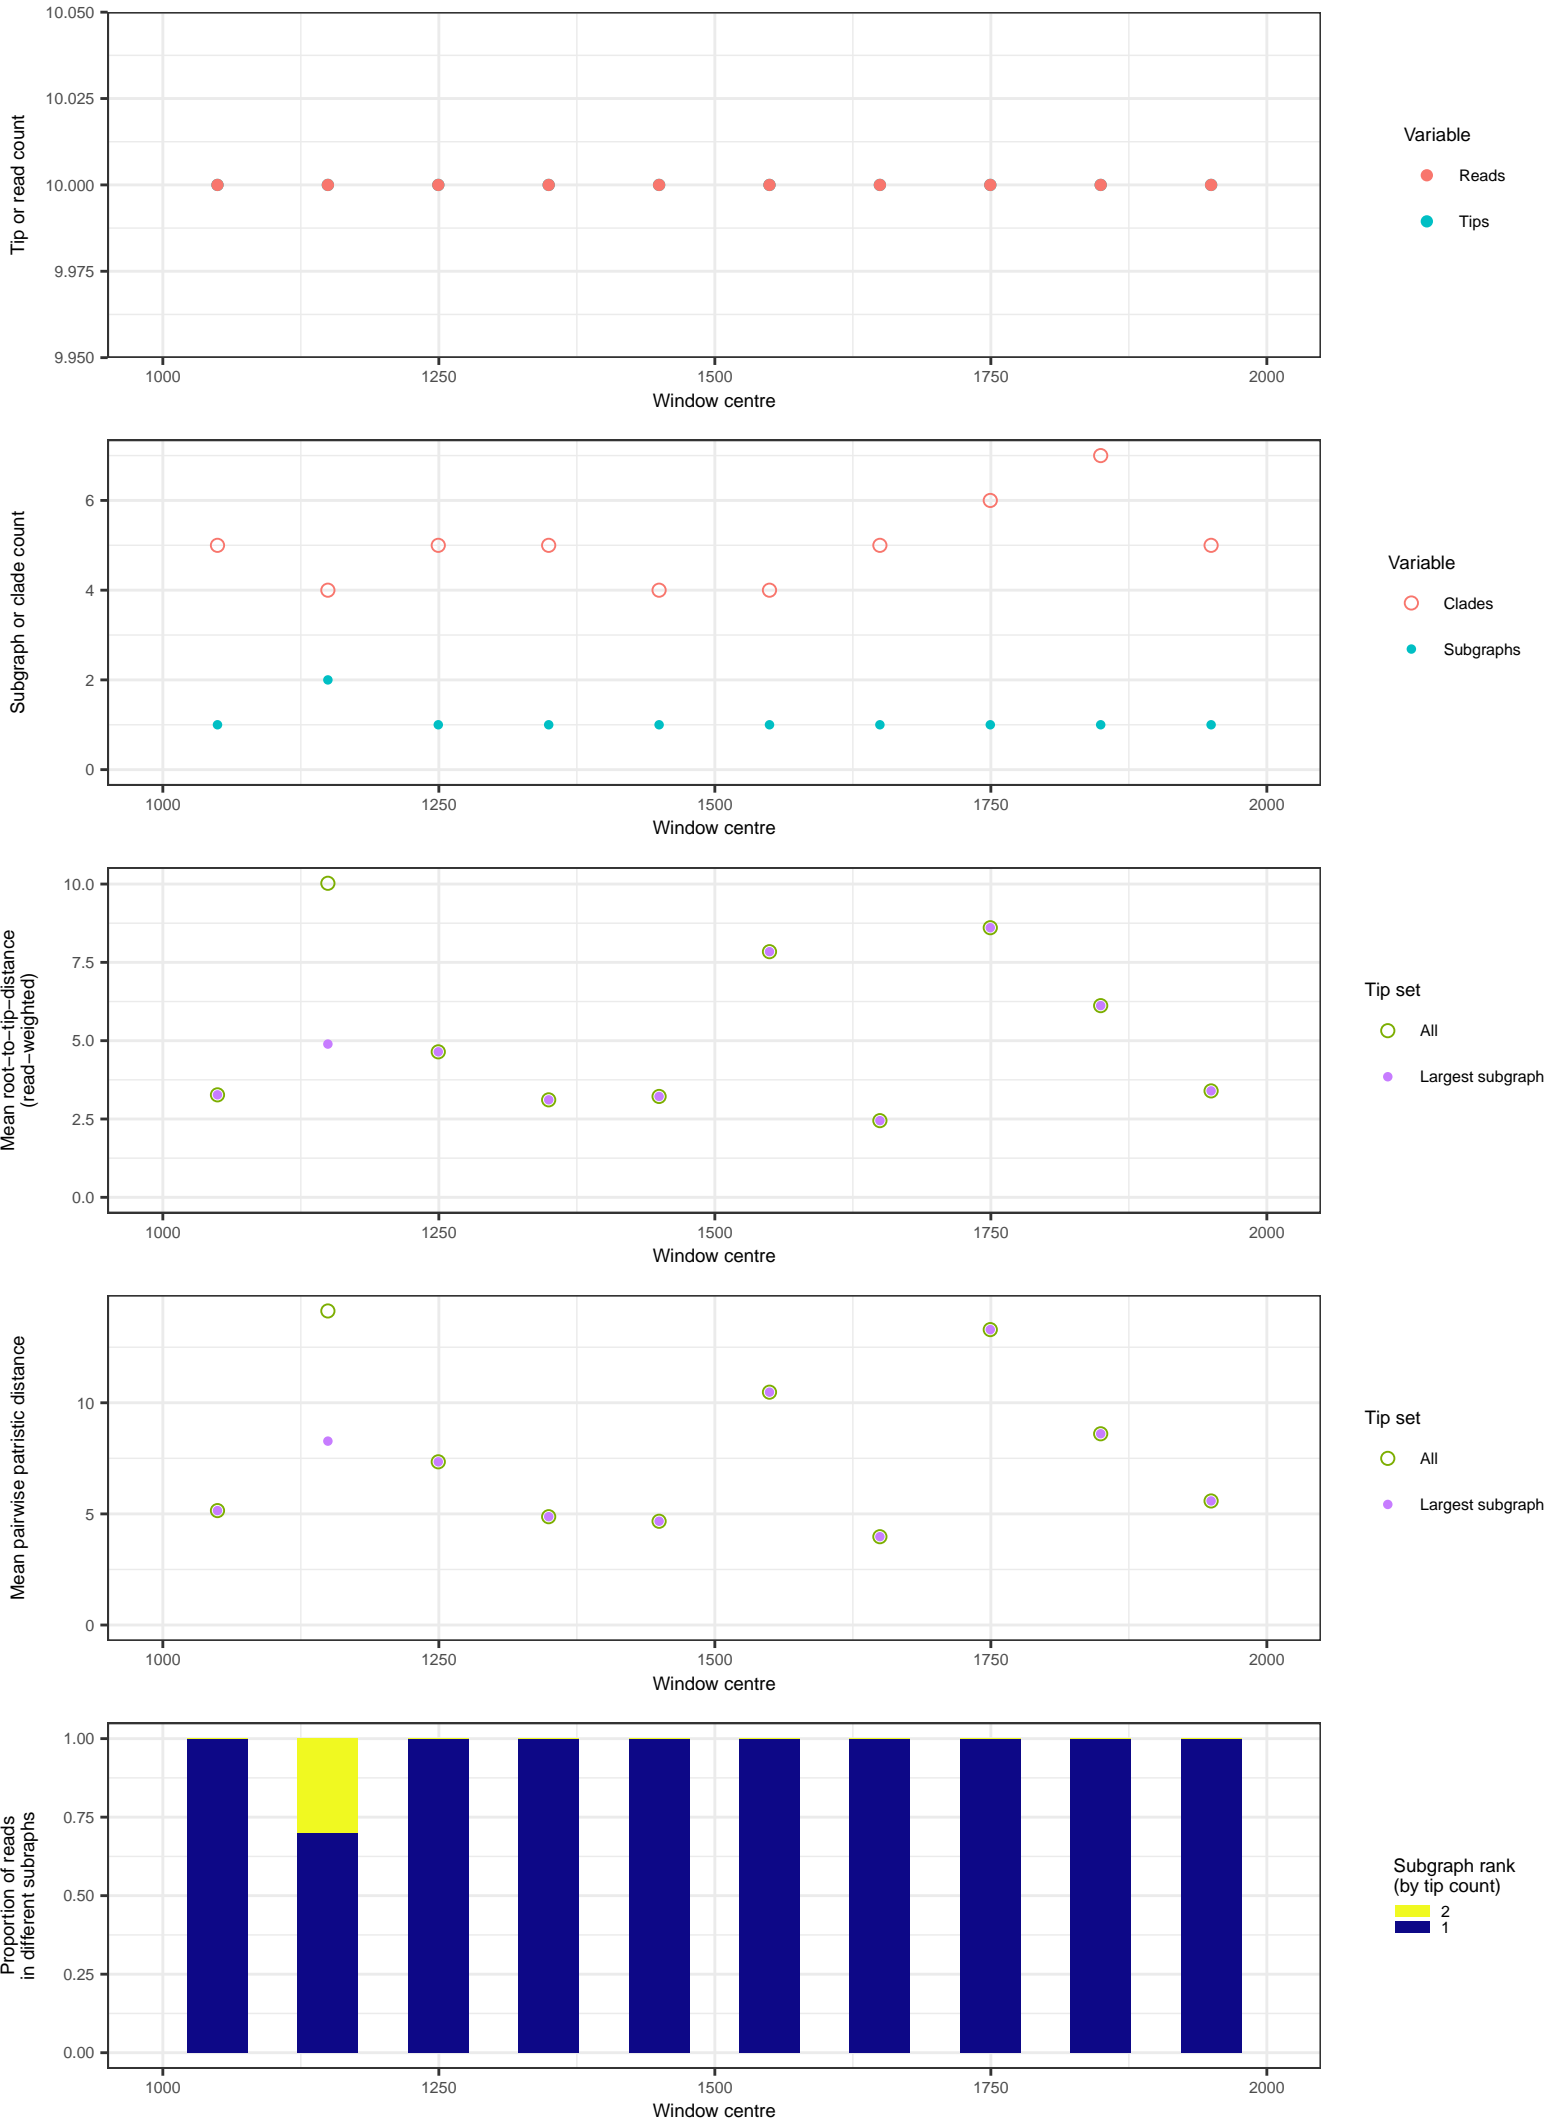 10.050
10.025
10.000
9.975
9.950
Tip or read count
1000 1250 1500 1750 2000
Window centre
Variable
Reads
Tips
6
4
2
0
Subgraph or clade count
1000 1250 1500 1750 2000
Window centre
Variable
Clades
Subgraphs
10.0
7.5
5.0
2.5
0.0
Mean root−to−tip−distance
(read−weighted)
1000 1250 1500 1750 2000
Window centre
Tip set
All
Largest subgraph
10
5
0
Mean pairwise patristic distance
1000 1250 1500 1750 2000
Window centre
Tip set
All
Largest subgraph
1.00
0.75
0.50
0.25
0.00
Proportion of reads
in different subraphs
1000 1250 1500 1750 2000
Window centre
Subgraph rank
(by tip count)
2
1